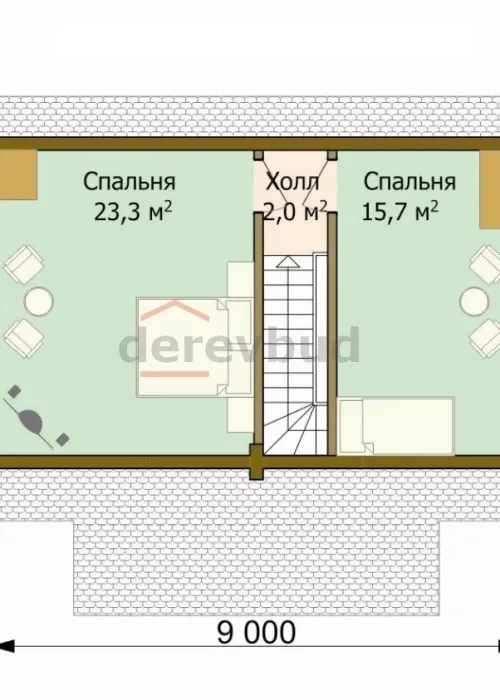 Спальня
23,3 м²
Холл
2,0 м²
Спальня
15,7 м²
derevbud
9 000